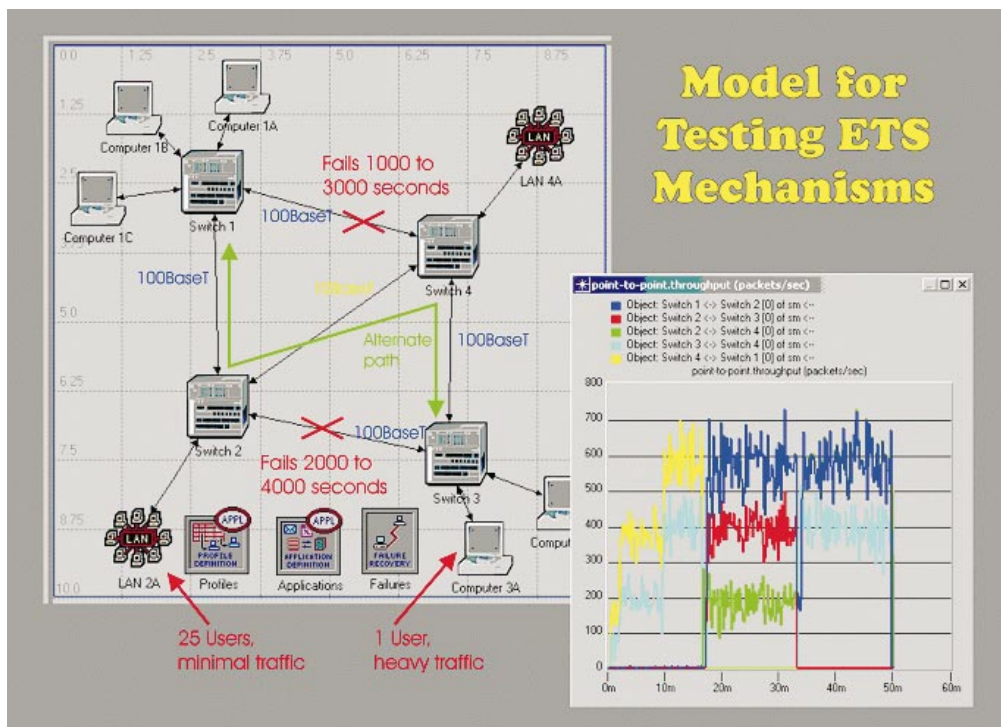 Model for
Testing ETS
Mechanisms
0.0 1.25 2.5 3.75 5.0 6.25 7.5 8.75
1.25
2.5
5.0
6.25
7.5
8.75
10.0
Computer 1B
Computer 1A
Computer 1C
Switch 1
Fails 1000 to
3000 seconds
LAN
LAN 4A
100BaseT
Switch 4
100BaseT
Alternate
path
100BaseT
Switch 2
100BaseT
Fails 2000 to
4000 seconds
Switch 3
LAN
LAN 2A
APPL
PROFILE
DEFINITION
Profiles
APPL
APPLICATION
DEFINITION
Applications
FAILURE
RECOVERY
Failures
Computer 3A
25 Users,
minimal traffic
1 User,
heavy traffic
point-to-point.throughput (packets/sec)
Object: Switch 1 <-> Switch 2 [0] of sm <--
Object: Switch 2 <-> Switch 3 [0] of sm <--
Object: Switch 2 <-> Switch 4 [0] of sm <--
Object: Switch 3 <-> Switch 4 [0] of sm <--
Object: Switch 4 <-> Switch 1 [0] of sm <--
point-to-point.throughput (packets/sec)
800
700
600
500
400
300
200
100
0
0m 10m 20m 30m 40m 50m 60m